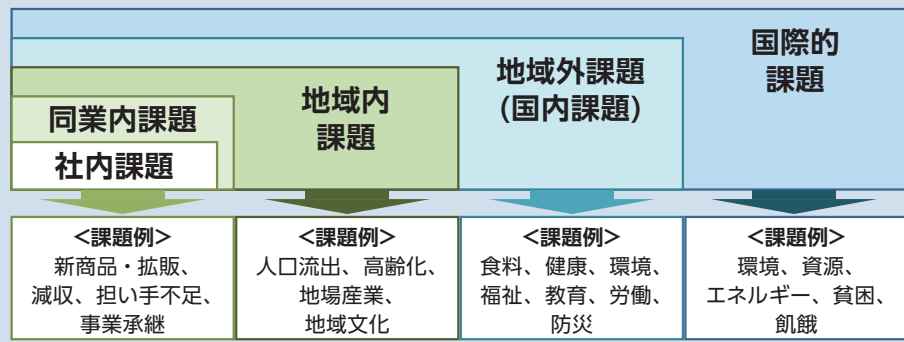 国際的
課題
地域外課題
(国内課題)
地域内
課題
同業内課題
社内課題
<課題例>
新商品・拡販、
減収、担い手不足、
事業承継
<課題例>
人口流出、高齢化、
地場産業、
地域文化
<課題例>
食料、健康、環境、
福祉、教育、労働、
防災
<課題例>
環境、資源、
エネルギー、貧困、
飢餓